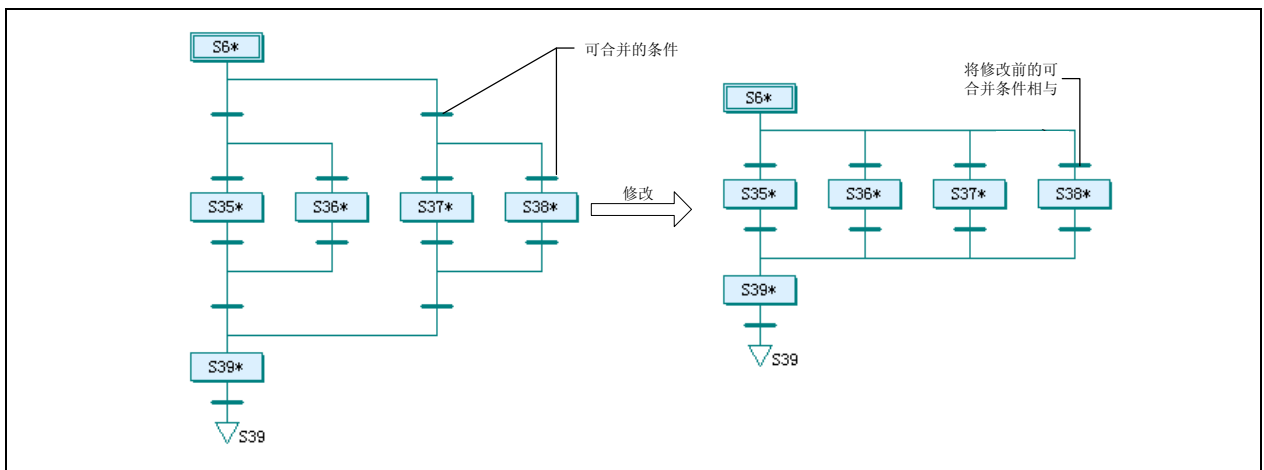 S6*
可合并的条件
S35*
S36*
S37*
S38*
S39*
S39
修改
将修改前的可
合并条件相与
S6*
S35*
S36*
S37*
S38*
S39*
S39